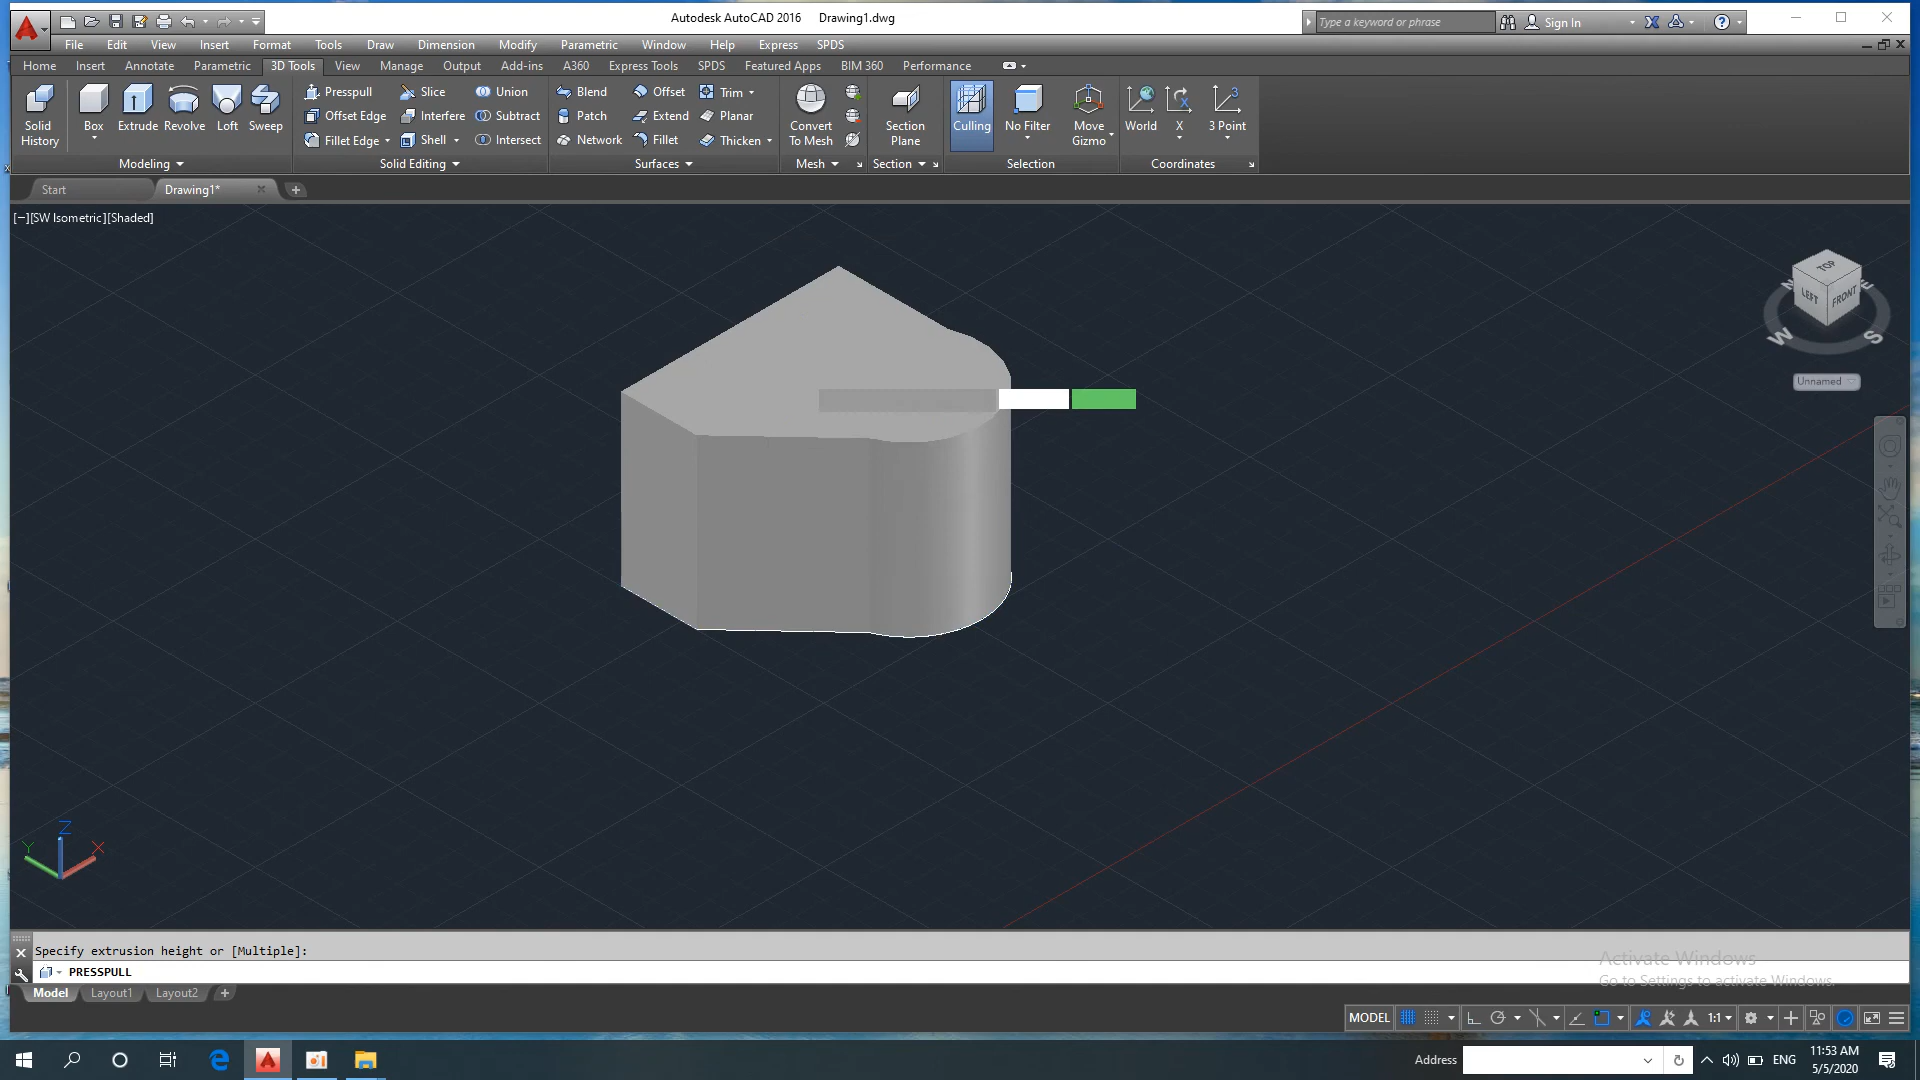 Autodesk AutoCAD 2016 Drawing1.dwg
Type a keyword or phrase
Sign In
File Edit View Insert Format Tools Draw Dimension Modify Parametric Window Help Express SPDS
Home Insert Annotate Parametric 3D Tools View Manage Output Add-ins A360 Express Tools SPDS Featured Apps BIM 360 Performance
Solid History
Box Extrude Revolve Loft Sweep
Presspull Slice Union
Offset Edge Interfere Subtract
Fillet Edge Shell Intersect
Blend Offset Trim
Patch Extend Planar
Network Fillet Thicken
Convert To Mesh
Section Plane
Culling
No Filter
Move Gizmo
World X 3 Point
Modeling Solid Editing Surfaces Mesh Section Selection Coordinates
Start Drawing1*
[−][SW Isometric][Shaded]
TOP
LEFT FRONT
W S
Unnamed
Z
Y X
Specify extrusion height or [Multiple]:
PRESSPULL
Activate Windows
Go to Settings to activate Windows.
Model Layout1 Layout2
MODEL 1:1
Address
ENG
11:53 AM
5/5/2020